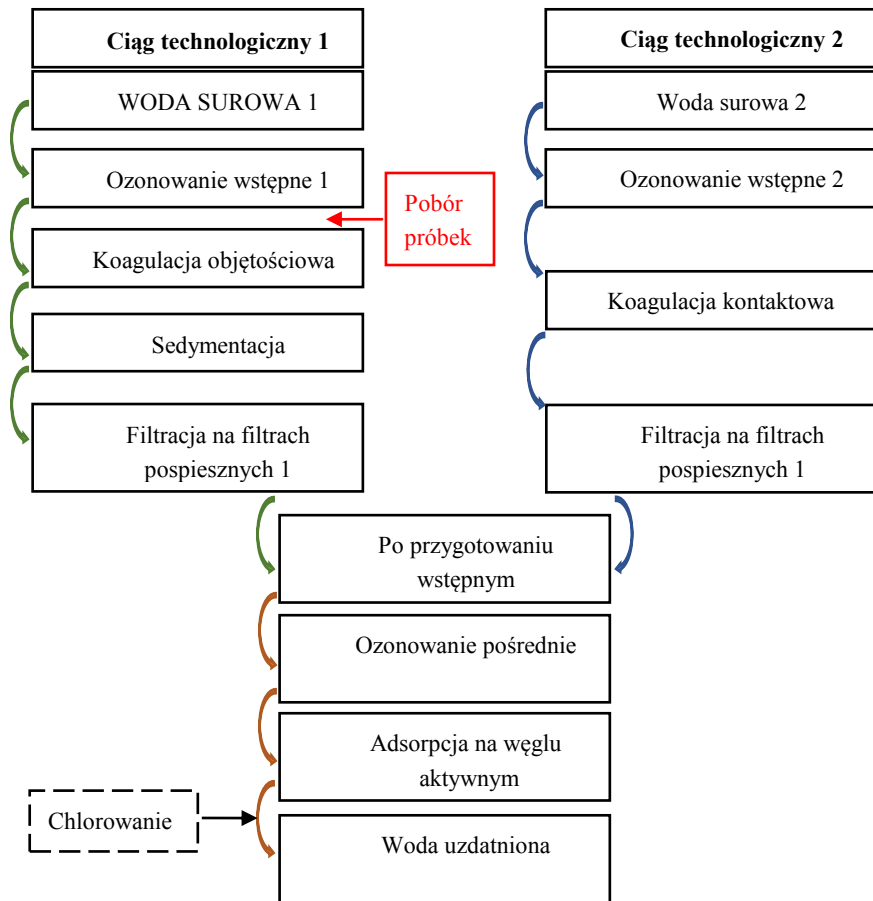 Ciąg technologiczny 1
WODA SUROWA 1
Ozonowanie wstępne 1
Pobór
próbek
Koagulacja objętościowa
Sedymentacja
Filtracja na filtrach
pospiesznych 1
Ciąg technologiczny 2
Woda surowa 2
Ozonowanie wstępne 2
Koagulacja kontaktowa
Filtracja na filtrach
pospiesznych 1
Po przygotowaniu
wstępnym
Ozonowanie pośrednie
Adsorpcja na węglu
aktywnym
Chlorowanie
Woda uzdatniona